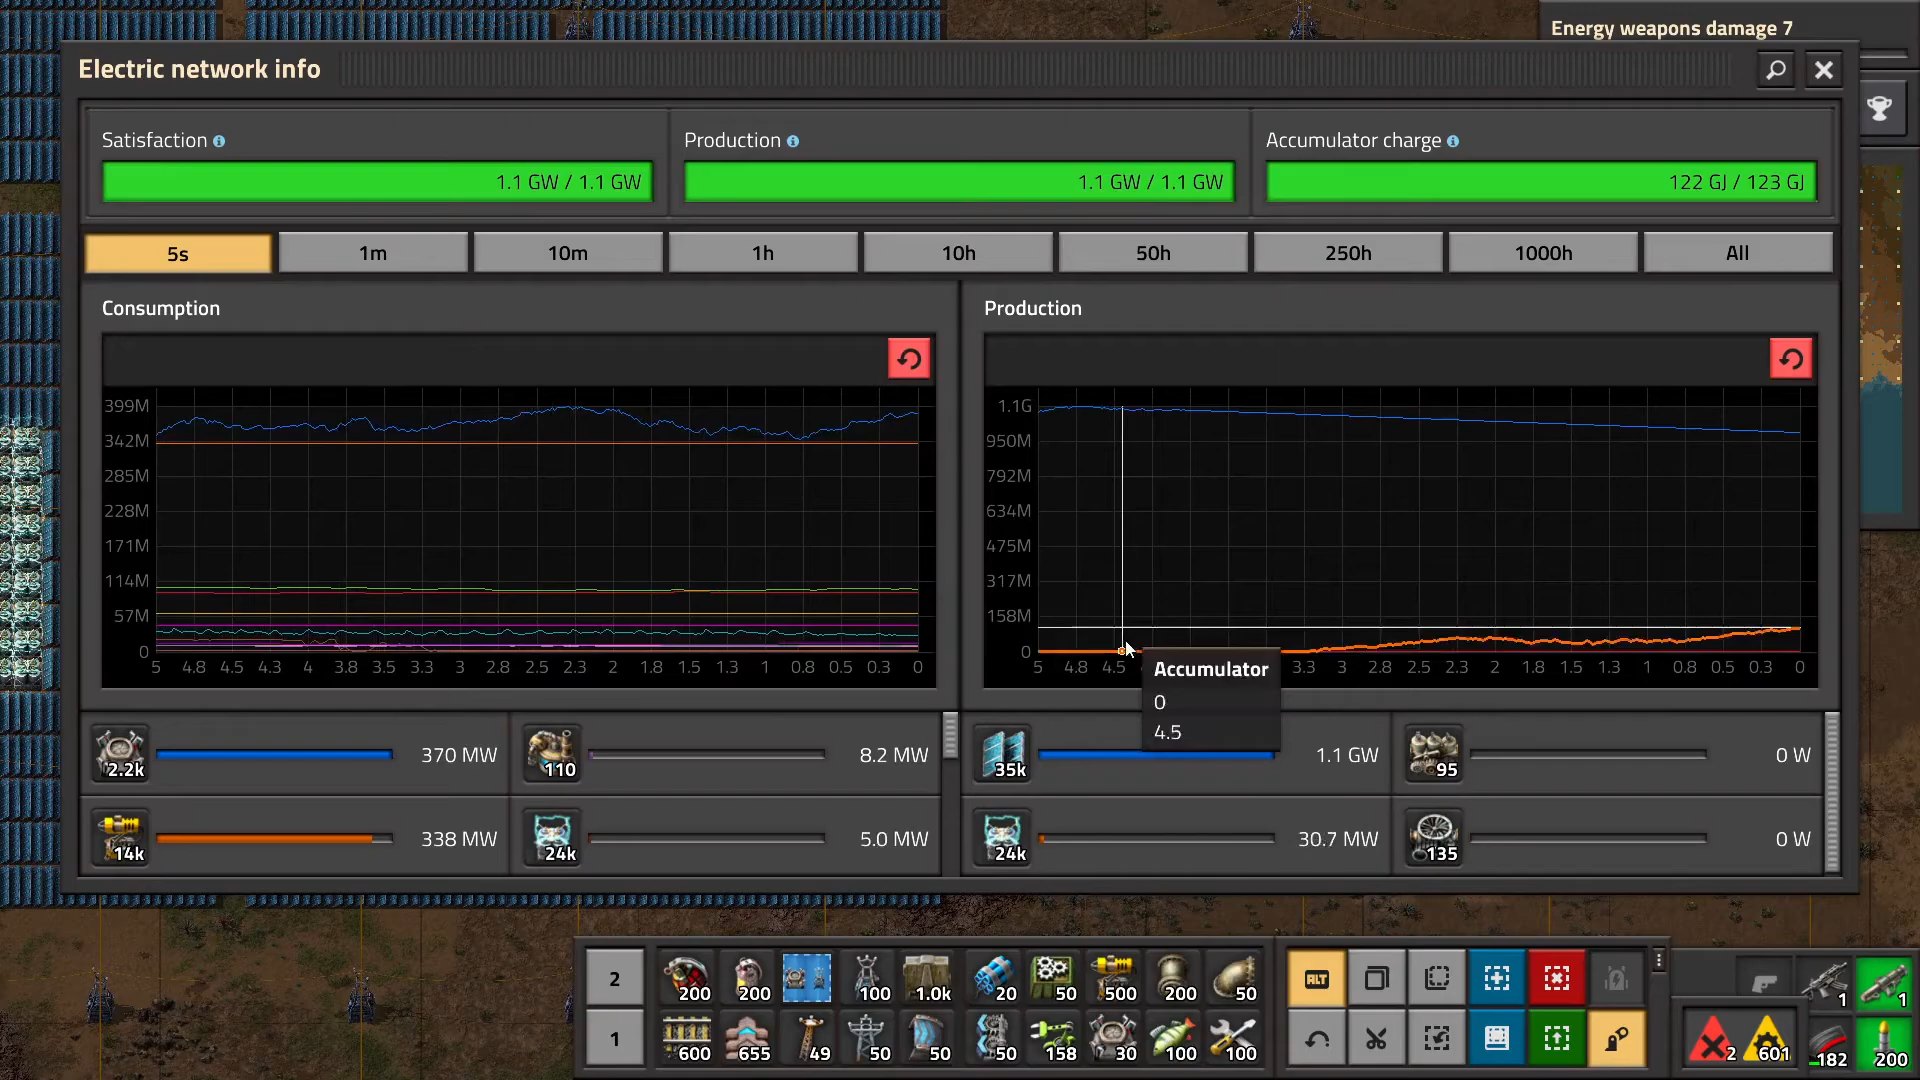 Energy weapons damage 7
Electric network info
Satisfaction
Production
Accumulator charge
1.1 GW / 1.1 GW
1.1 GW / 1.1 GW
122 GJ / 123 GJ
5s
1m
10m
1h
10h
50h
250h
1000h
All
Consumption
399M
342M
285M
228M
171M
114M
57M
0
5 4.8 4.5 4.3 4 3.8 3.5 3.3 3 2.8 2.5 2.3 2 1.8 1.5 1.3 1 0.8 0.5 0.3 0
Production
1.1G
950M
792M
634M
475M
317M
158M
0
5 4.8 4.5 3.3 3 2.8 2.5 2.3 2 1.8 1.5 1.3 1 0.8 0.5 0.3 0
Accumulator
0
4.5
2.2k 370 MW
110 8.2 MW
14k 338 MW
24k 5.0 MW
35k 1.1 GW
95 0 W
24k 30.7 MW
135 0 W
2 200 200 100 1.0k 20 50 500 200 50
1 600 655 49 50 50 50 158 30 100 100
ALT
1 1
2 601 182 200